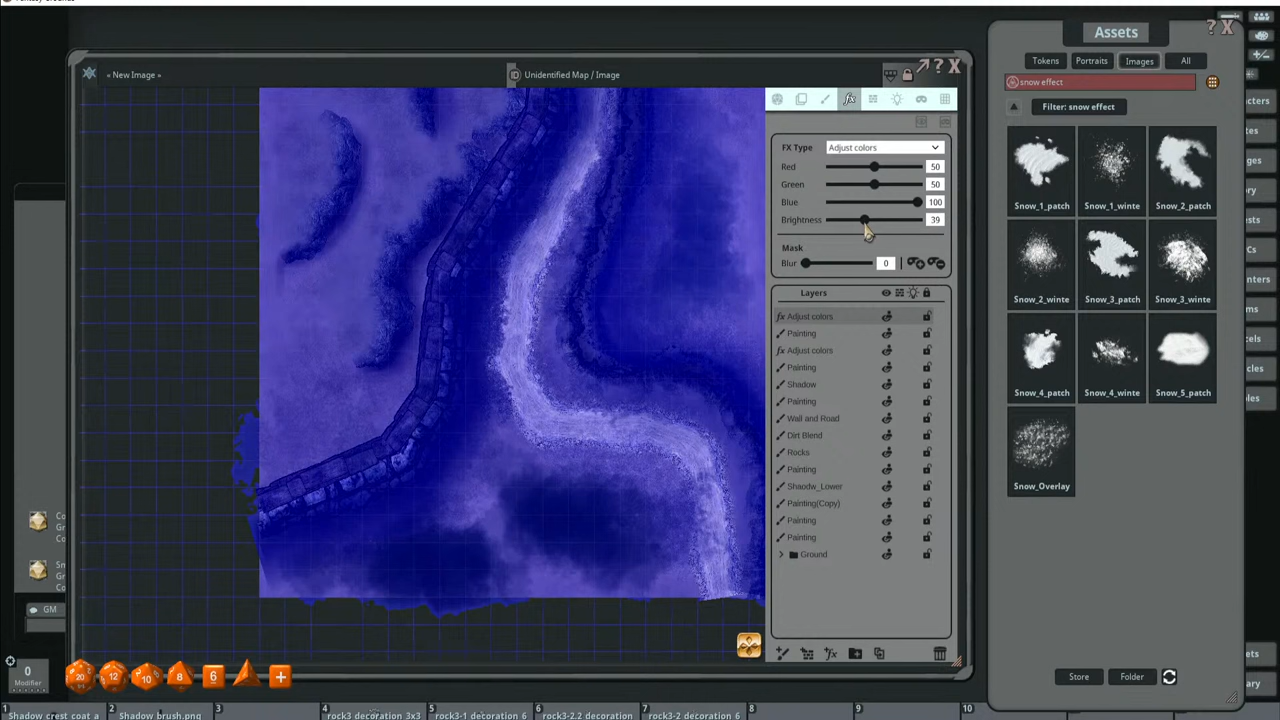 Assets
« New Image »
Unidentified Map / Image
Tokens
Portraits
Images
All
snow effect
Filter: snow effect
FX Type
Adjust colors
Red
50
Green
50
Blue
100
Brightness
39
Mask
Blur
0
Layers
Adjust colors
Painting
Adjust colors
Painting
Shadow
Painting
Wall and Road
Dirt Blend
Rocks
Painting
Shaodw_Lower
Painting(Copy)
Painting
Painting
Ground
Snow_1_patch
Snow_1_winte
Snow_2_patch
Snow_2_winte
Snow_3_patch
Snow_3_winte
Snow_4_patch
Snow_4_winte
Snow_5_patch
Snow_Overlay
Store
Folder
GM
0
Modifier
20
12
10
8
6
1
2
3
4
5
6
7
8
9
10
Shadow crest coat a
Shadow brush.png
rock3 decoration 3x3
rock3-1 decoration 6
rock3-2.2 decoration
rock3-2 decoration 6